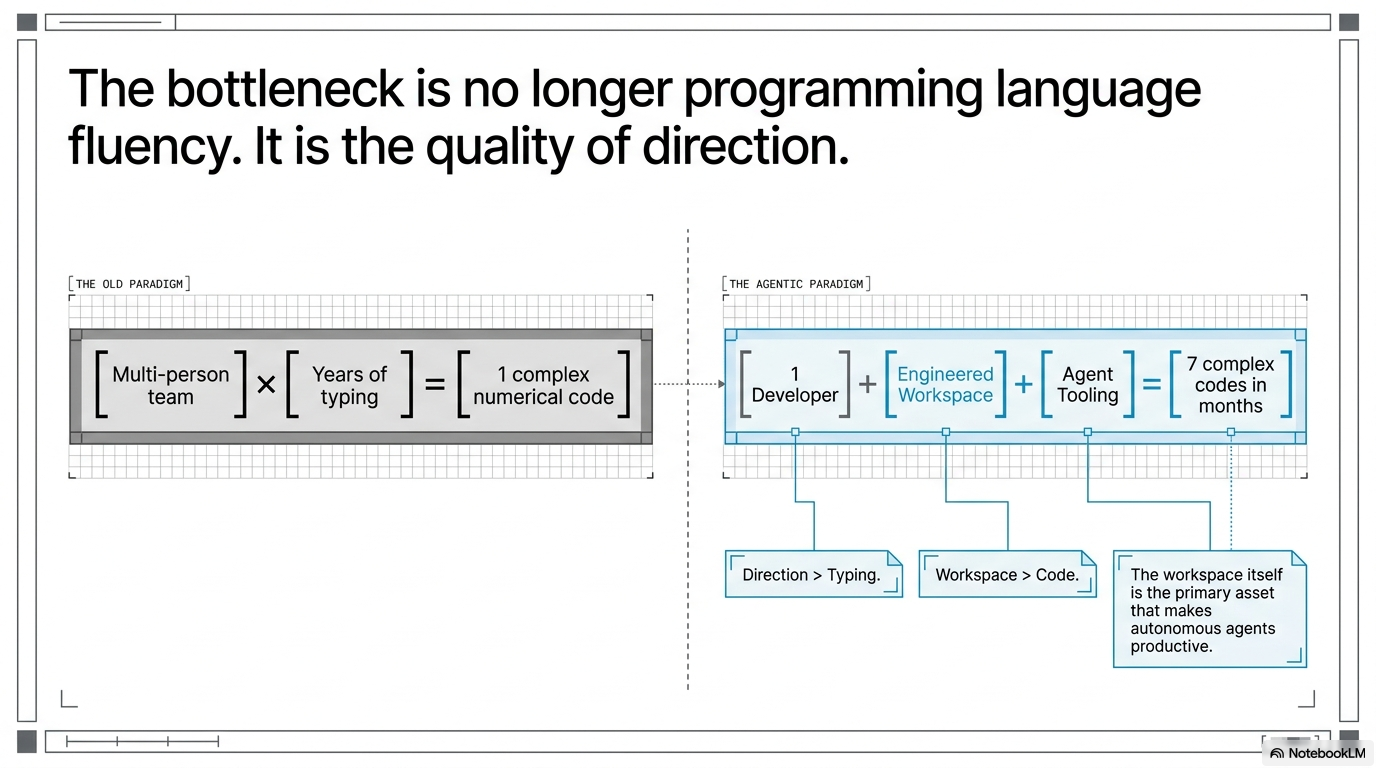 The bottleneck is no longer programming language
fluency. It is the quality of direction.
THE OLD PARADIGM
Multi-person
team
×
Years of
typing
=
1 complex
numerical code
THE AGENTIC PARADIGM
1
Developer
+
Engineered
Workspace
+
Agent
Tooling
=
7 complex
codes in
months
Direction > Typing.
Workspace > Code.
The workspace itself
is the primary asset
that makes
autonomous agents
productive.
NotebookLM